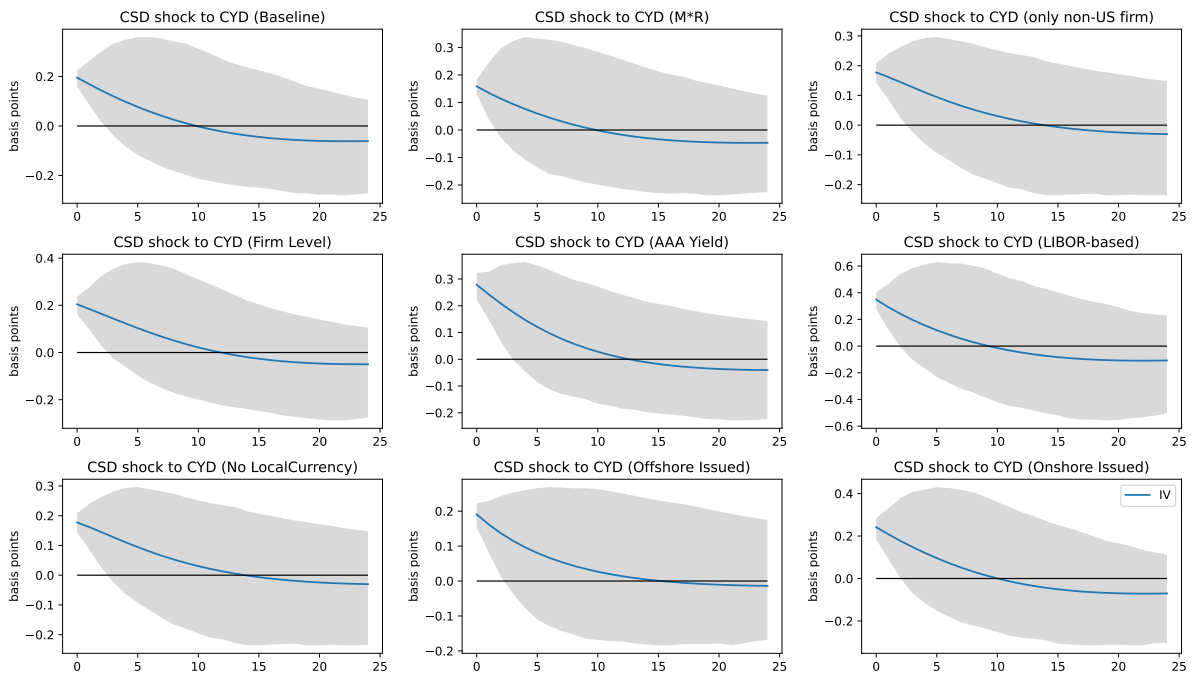 CSD shock to CYD (Baseline)
CSD shock to CYD (M*R)
CSD shock to CYD (only non-US firm)
basis points
0.2
0.0
−0.2
0 5 10 15 20 25
basis points
0.3
0.2
0.1
0.0
−0.1
−0.2
0 5 10 15 20 25
basis points
0.3
0.2
0.1
0.0
−0.1
−0.2
0 5 10 15 20 25
CSD shock to CYD (Firm Level)
CSD shock to CYD (AAA Yield)
CSD shock to CYD (LIBOR-based)
basis points
0.4
0.2
0.0
−0.2
0 5 10 15 20 25
basis points
0.3
0.2
0.1
0.0
−0.1
−0.2
0 5 10 15 20 25
basis points
0.6
0.4
0.2
0.0
−0.2
−0.4
−0.6
0 5 10 15 20 25
CSD shock to CYD (No LocalCurrency)
CSD shock to CYD (Offshore Issued)
CSD shock to CYD (Onshore Issued)
basis points
0.3
0.2
0.1
0.0
−0.1
−0.2
0 5 10 15 20 25
basis points
0.2
0.1
0.0
−0.1
−0.2
0 5 10 15 20 25
basis points
0.4
0.2
0.0
−0.2
IV
0 5 10 15 20 25